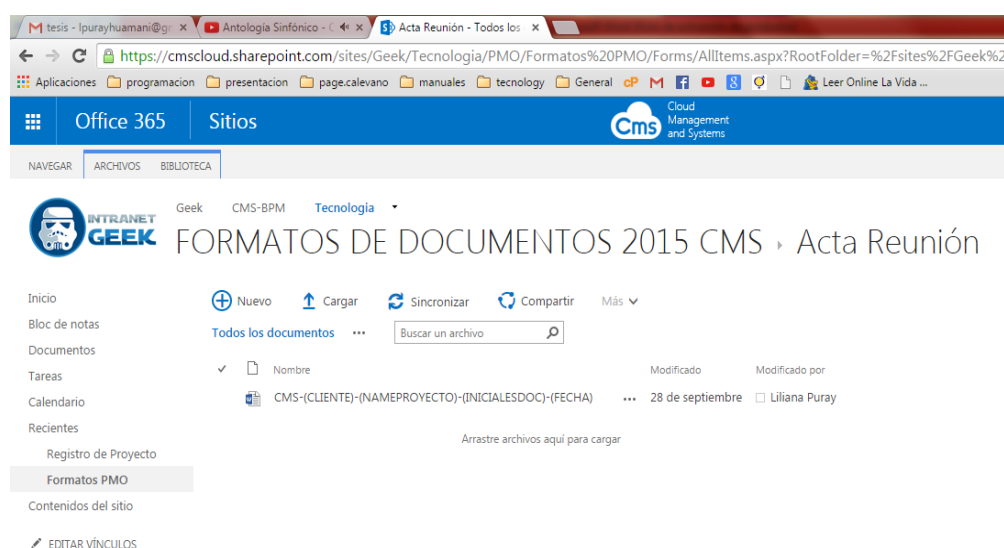 tesis - lpurayhuamani@gm
Antología Sinfónico - C
Acta Reunión - Todos los
https://cmscloud.sharepoint.com/sites/Geek/Tecnologia/PMO/Formatos%20PMO/Forms/AllItems.aspx?RootFolder=%2Fsites%2FGeek%2
Aplicaciones programacion presentacion page.calevano manuales tecnology General cP Leer Online La Vida ...
Office 365 Sitios Cms Cloud
Management
and Systems
NAVEGAR ARCHIVOS BIBLIOTECA
INTRANET
GEEK
Geek CMS-BPM Tecnologia
FORMATOS DE DOCUMENTOS 2015 CMS › Acta Reunión
Inicio
Bloc de notas
Documentos
Tareas
Calendario
Recientes
Registro de Proyecto
Formatos PMO
Contenidos del sitio
EDITAR VÍNCULOS
Nuevo Cargar Sincronizar Compartir Más
Todos los documentos ••• Buscar un archivo
Nombre Modificado Modificado por
CMS-(CLIENTE)-(NAMEPROYECTO)-(INICIALESDOC)-(FECHA) ••• 28 de septiembre Liliana Puray
Arrastre archivos aquí para cargar